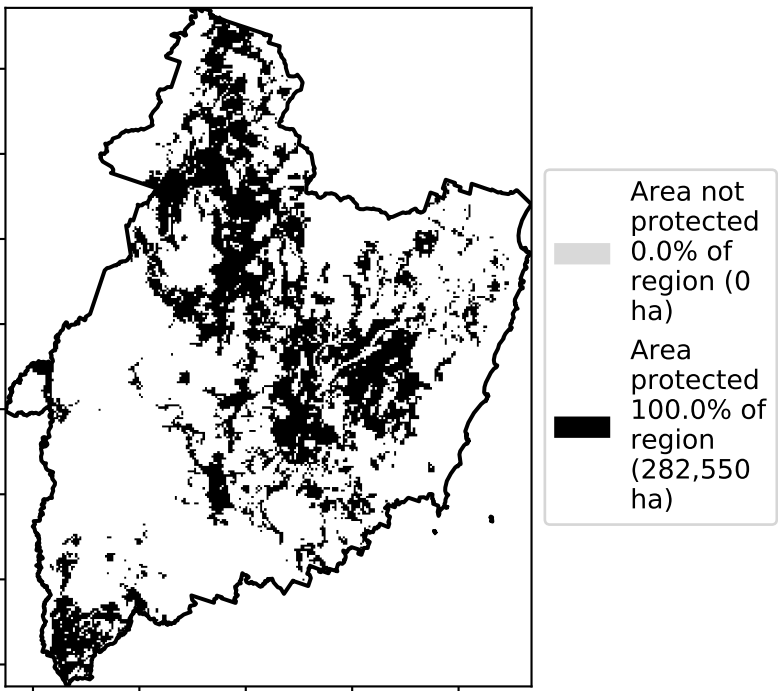 Area not
protected
0.0% of
region (0
ha)
Area
protected
100.0% of
region
(282,550
ha)